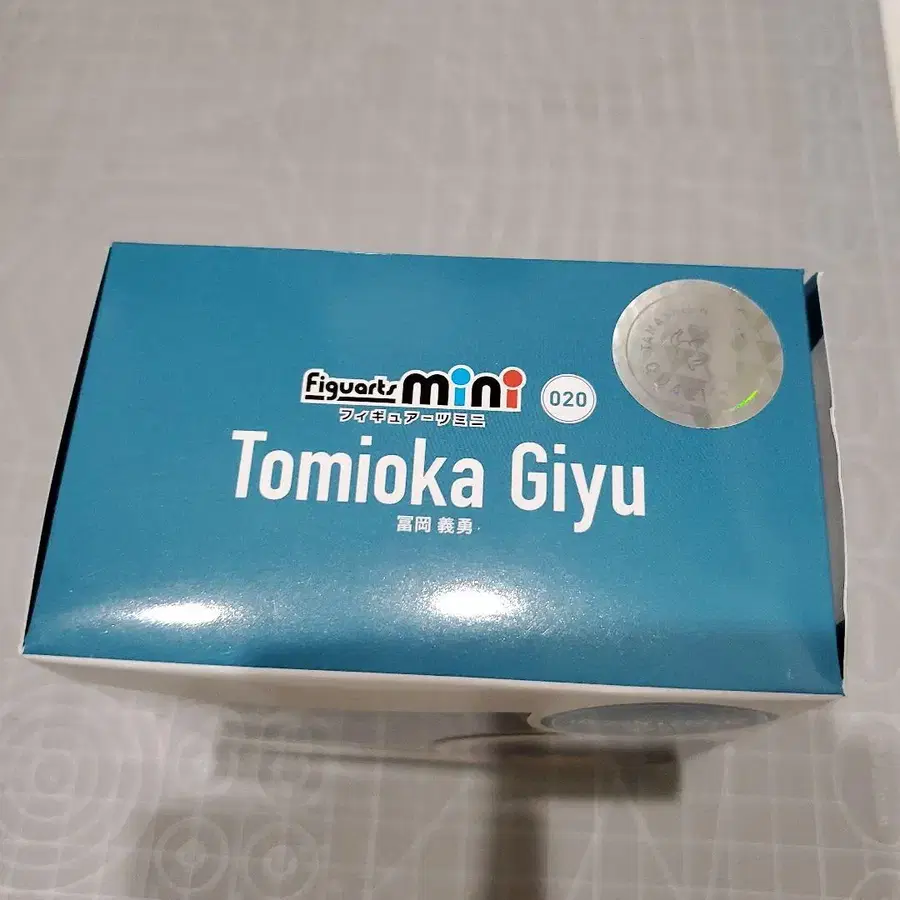 Figuarts mini
フィギュアーツミニ
020
Tomioka Giyu
冨岡 義勇